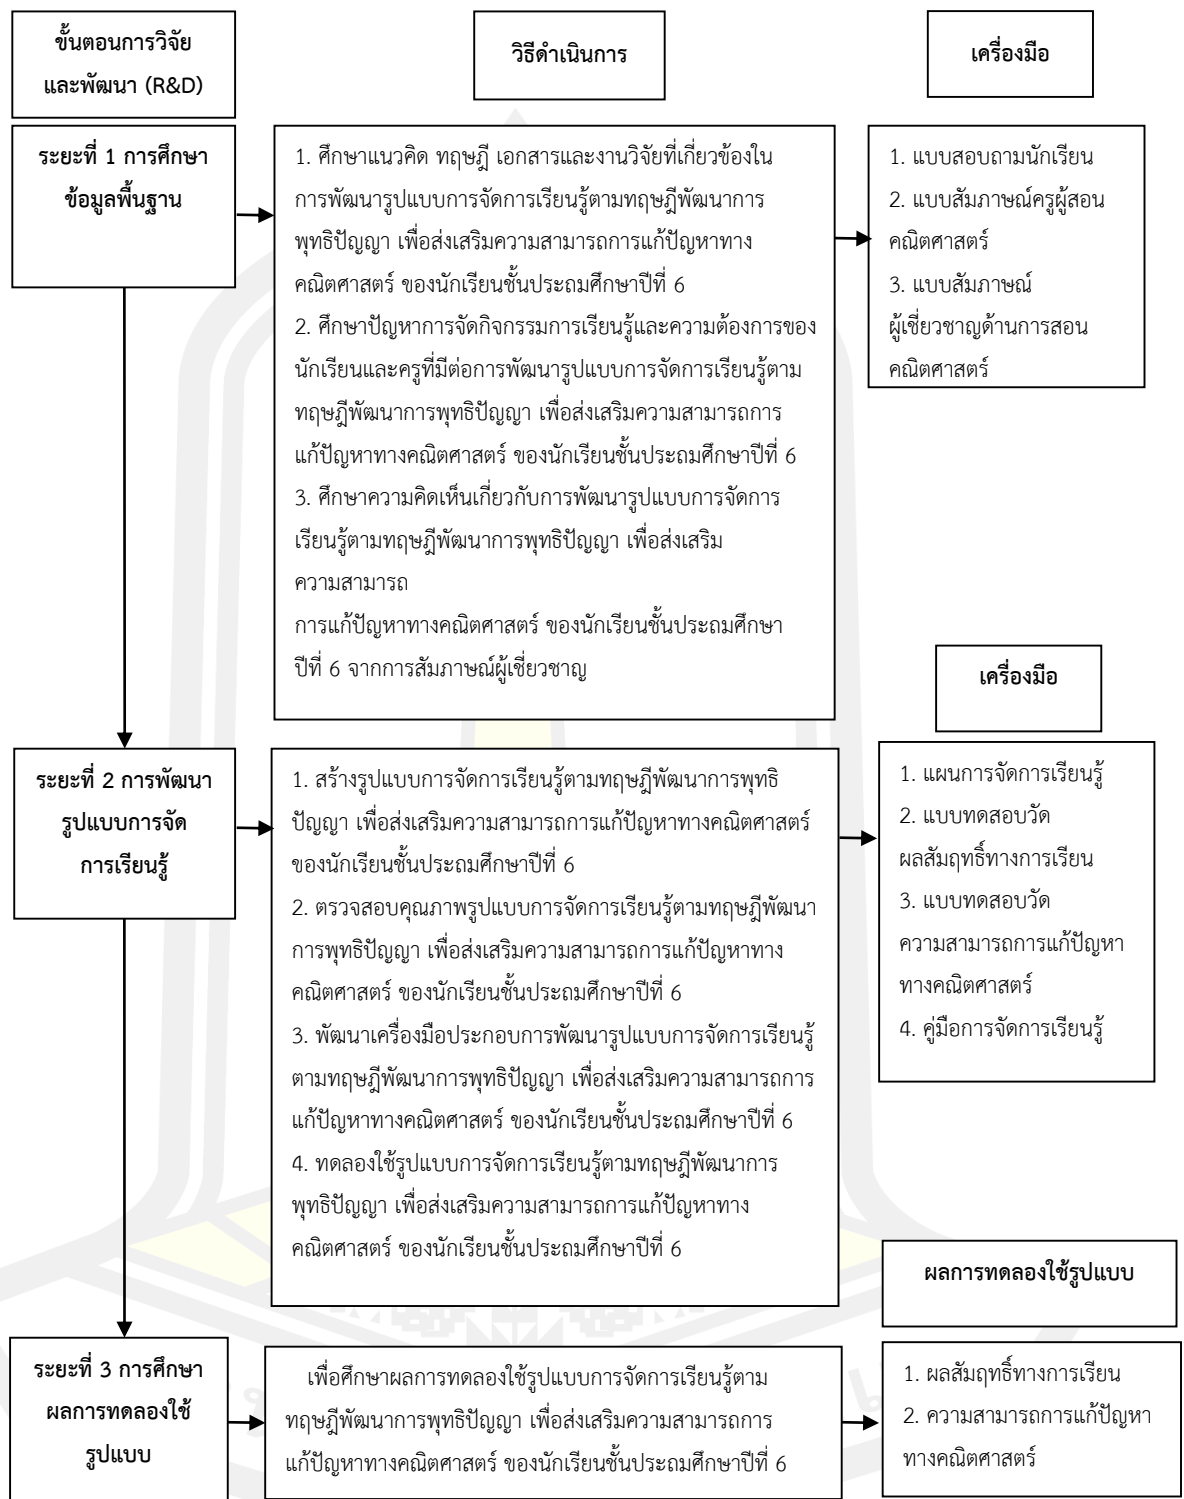 ขั้นตอนการวิจัย
และพัฒนา (R&D)
วิธีดำเนินการ
เครื่องมือ
ระยะที่ 1 การศึกษา
ข้อมูลพื้นฐาน
1. ศึกษาแนวคิด ทฤษฎี เอกสารและงานวิจัยที่เกี่ยวข้องใน
การพัฒนารูปแบบการจัดการเรียนรู้ตามทฤษฎีพัฒนาการ
พุทธิปัญญา เพื่อส่งเสริมความสามารถการแก้ปัญหาทาง
คณิตศาสตร์ ของนักเรียนชั้นประถมศึกษาปีที่ 6
2. ศึกษาปัญหาการจัดกิจกรรมการเรียนรู้และความต้องการของ
นักเรียนและครูที่มีต่อการพัฒนารูปแบบการจัดการเรียนรู้ตาม
ทฤษฎีพัฒนาการพุทธิปัญญา เพื่อส่งเสริมความสามารถการ
แก้ปัญหาทางคณิตศาสตร์ ของนักเรียนชั้นประถมศึกษาปีที่ 6
3. ศึกษาความคิดเห็นเกี่ยวกับการพัฒนารูปแบบการจัดการ
เรียนรู้ตามทฤษฎีพัฒนาการพุทธิปัญญา เพื่อส่งเสริม
ความสามารถ
การแก้ปัญหาทางคณิตศาสตร์ ของนักเรียนชั้นประถมศึกษา
ปีที่ 6 จากการสัมภาษณ์ผู้เชี่ยวชาญ
1. แบบสอบถามนักเรียน
2. แบบสัมภาษณ์ครูผู้สอน
คณิตศาสตร์
3. แบบสัมภาษณ์
ผู้เชี่ยวชาญด้านการสอน
คณิตศาสตร์
เครื่องมือ
ระยะที่ 2 การพัฒนา
รูปแบบการจัด
การเรียนรู้
1. สร้างรูปแบบการจัดการเรียนรู้ตามทฤษฎีพัฒนาการพุทธิ
ปัญญา เพื่อส่งเสริมความสามารถการแก้ปัญหาทางคณิตศาสตร์
ของนักเรียนชั้นประถมศึกษาปีที่ 6
2. ตรวจสอบคุณภาพรูปแบบการจัดการเรียนรู้ตามทฤษฎีพัฒนา
การพุทธิปัญญา เพื่อส่งเสริมความสามารถการแก้ปัญหาทาง
คณิตศาสตร์ ของนักเรียนชั้นประถมศึกษาปีที่ 6
3. พัฒนาเครื่องมือประกอบการพัฒนารูปแบบการจัดการเรียนรู้
ตามทฤษฎีพัฒนาการพุทธิปัญญา เพื่อส่งเสริมความสามารถการ
แก้ปัญหาทางคณิตศาสตร์ ของนักเรียนชั้นประถมศึกษาปีที่ 6
4. ทดลองใช้รูปแบบการจัดการเรียนรู้ตามทฤษฎีพัฒนาการ
พุทธิปัญญา เพื่อส่งเสริมความสามารถการแก้ปัญหาทาง
คณิตศาสตร์ ของนักเรียนชั้นประถมศึกษาปีที่ 6
1. แผนการจัดการเรียนรู้
2. แบบทดสอบวัด
ผลสัมฤทธิ์ทางการเรียน
3. แบบทดสอบวัด
ความสามารถการแก้ปัญหา
ทางคณิตศาสตร์
4. คู่มือการจัดการเรียนรู้
ผลการทดลองใช้รูปแบบ
ระยะที่ 3 การศึกษา
ผลการทดลองใช้
รูปแบบ
เพื่อศึกษาผลการทดลองใช้รูปแบบการจัดการเรียนรู้ตาม
ทฤษฎีพัฒนาการพุทธิปัญญา เพื่อส่งเสริมความสามารถการ
แก้ปัญหาทางคณิตศาสตร์ ของนักเรียนชั้นประถมศึกษาปีที่ 6
1. ผลสัมฤทธิ์ทางการเรียน
2. ความสามารถการแก้ปัญหา
ทางคณิตศาสตร์